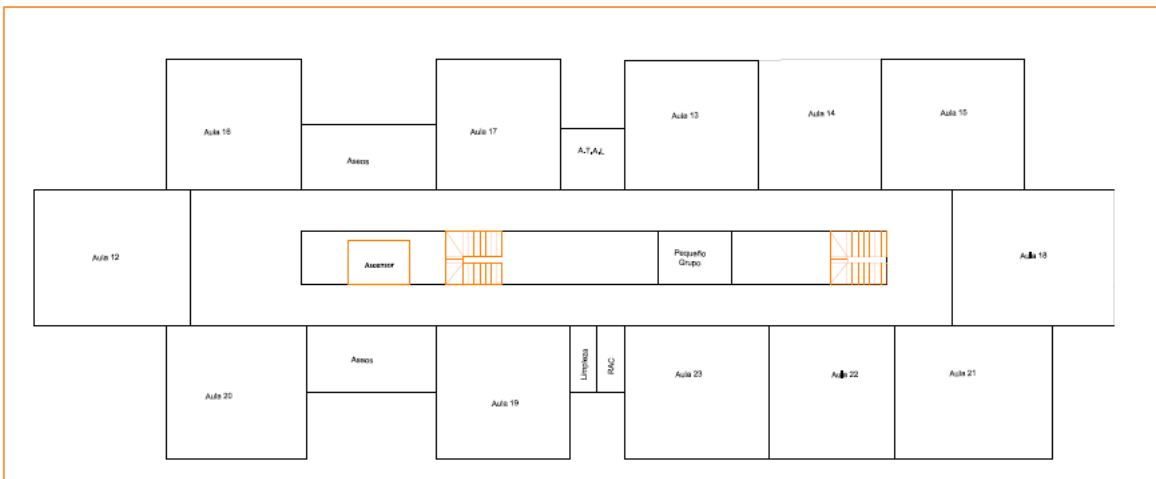 Aula 16
Aseos
Aula 17
A.T.A.L
Aula 13
Aula 14
Aula 15
Aula 12
Ascensor
Pequeño
Grupo
Aula 18
Aula 20
Aseos
Aula 19
Limpieza
RAC
Aula 23
Aula 22
Aula 21